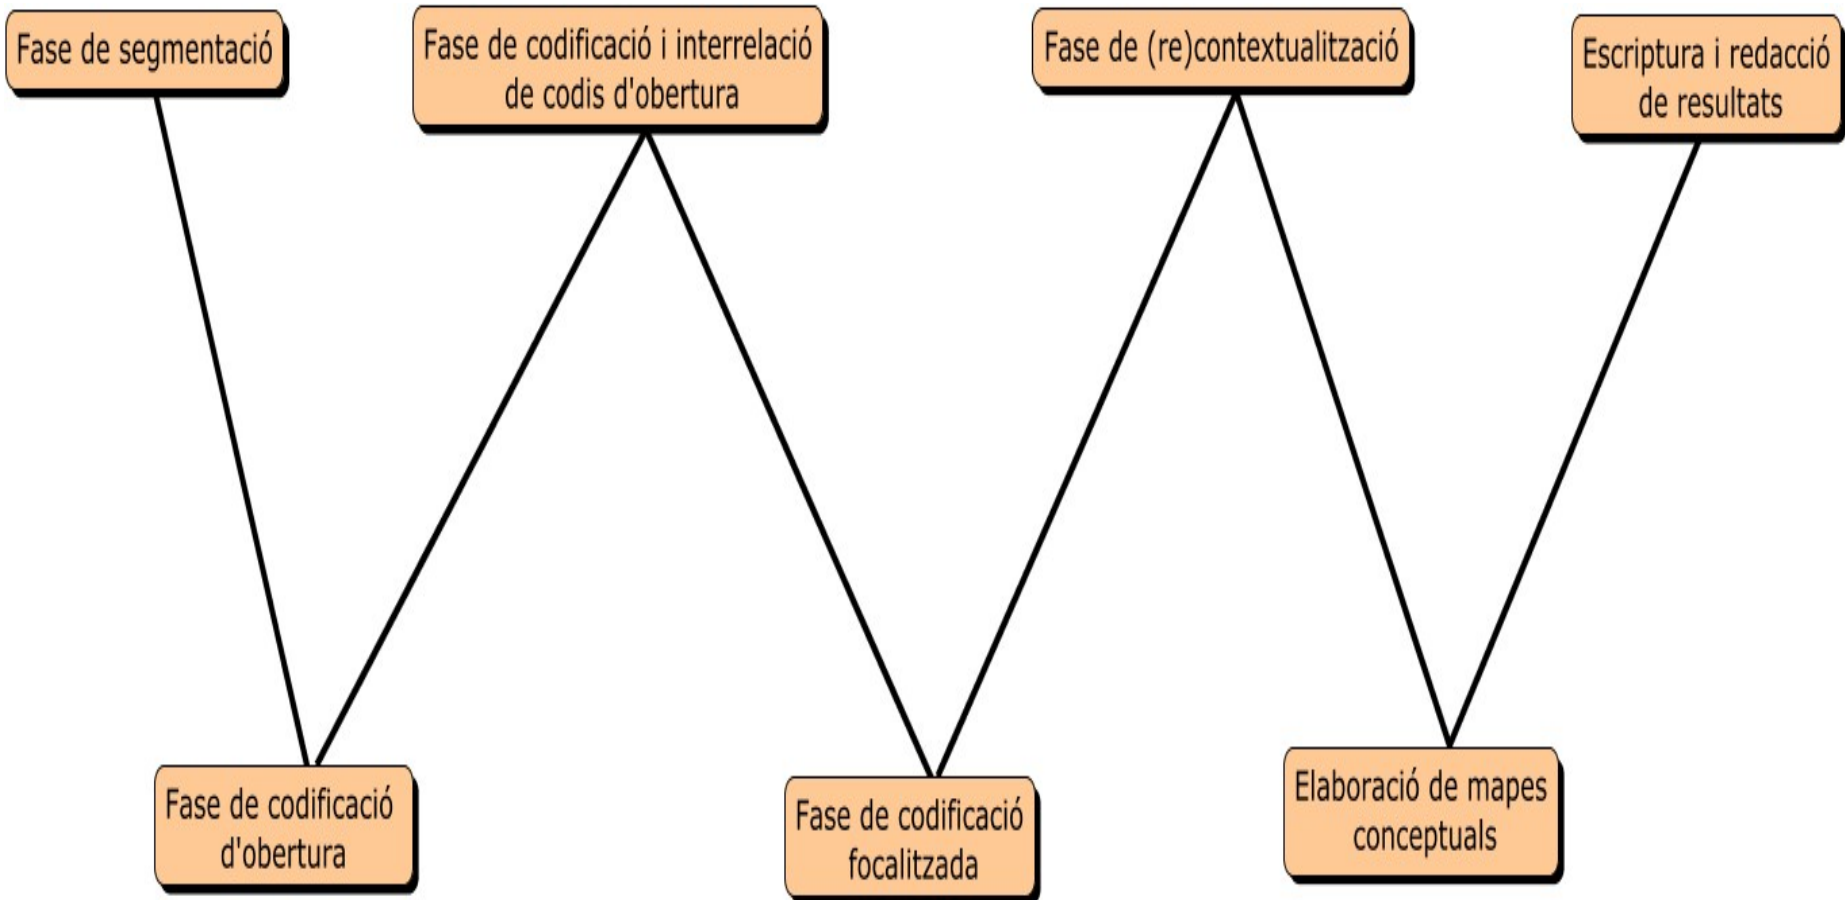 Fase de segmentació
Fase de codificació i interrelació
de codis d'obertura
Fase de (re)contextualització
Escriptura i redacció
de resultats
Fase de codificació
d'obertura
Fase de codificació
focalitzada
Elaboració de mapes
conceptuals